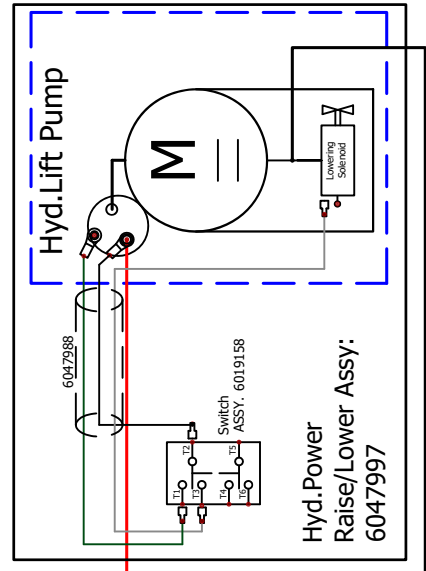 Hyd.Lift Pump
M
Lowering
Solenoid
6047988
Switch
ASSY. 6019158
T2
T5
T1
T3
T4
T6
Hyd.Power
Raise/Lower Assy:
6047997